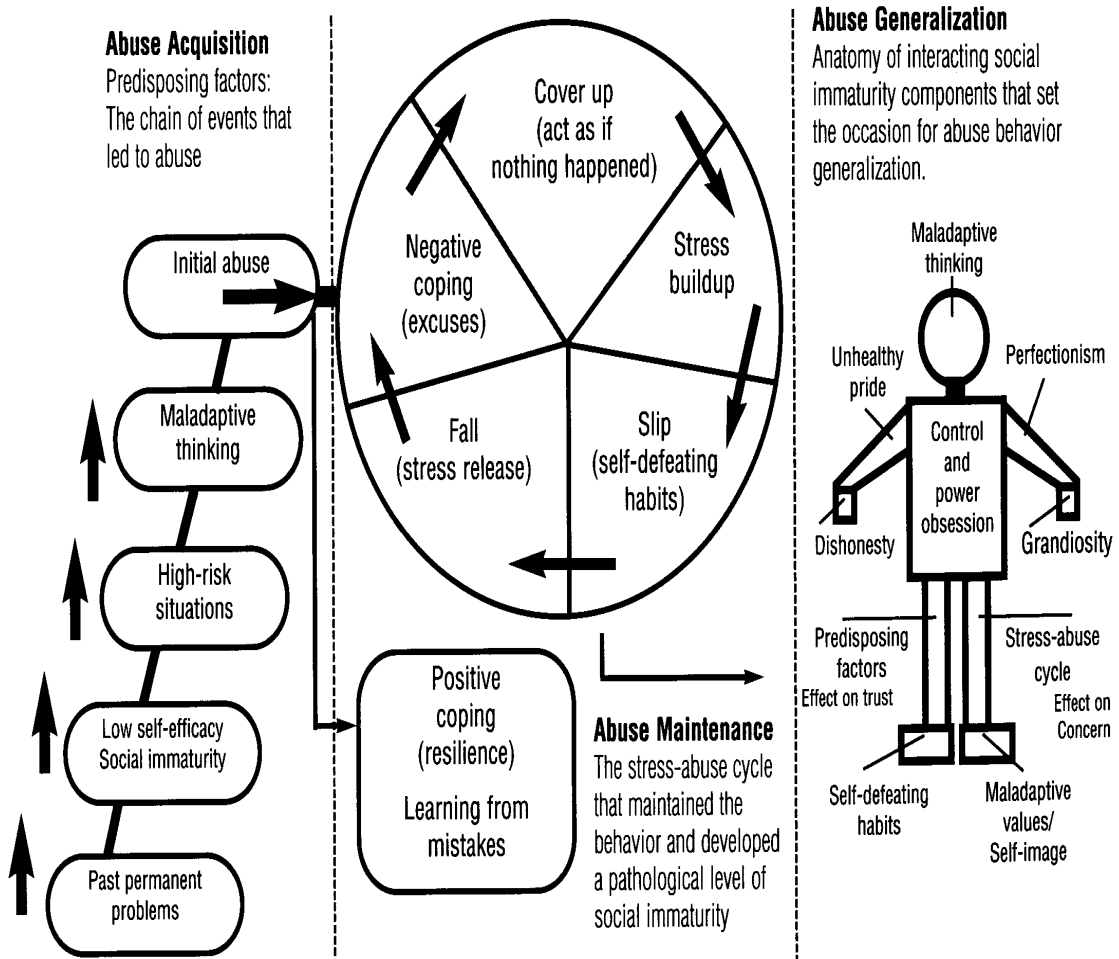 Abuse Acquisition
Predisposing factors:
The chain of events that
led to abuse
Initial abuse
Maladaptive
thinking
High-risk
situations
Low self-efficacy
Social immaturity
Past permanent
problems
Cover up
(act as if
nothing happened)
Stress
buildup
Slip
(self-defeating
habits)
Fall
(stress release)
Negative
coping
(excuses)
Positive
coping
(resilience)
Learning from
mistakes
Abuse Maintenance
The stress-abuse cycle
that maintained the
behavior and developed
a pathological level of
social immaturity
Abuse Generalization
Anatomy of interacting social
immaturity components that set
the occasion for abuse behavior
generalization.
Maladaptive
thinking
Unhealthy
pride
Perfectionism
Control
and
power
obsession
Dishonesty
Grandiosity
Predisposing
factors
Effect on trust
Stress-abuse
cycle
Effect on
Concern
Self-defeating
habits
Maladaptive
values/
Self-image